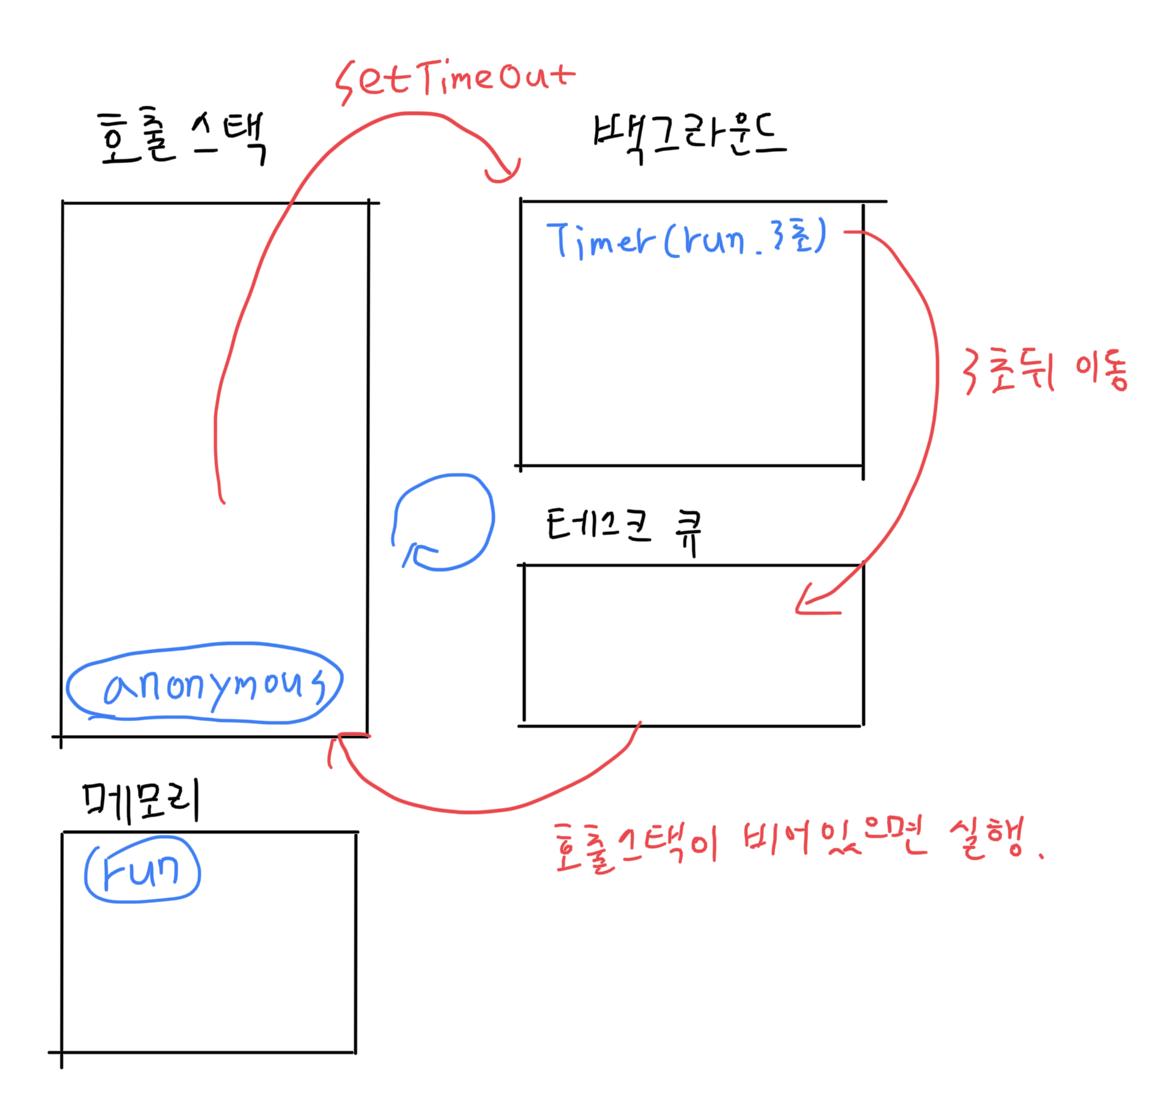 setTimeOut
호출 스택
백그라운드
Timer(run.3초)
3초뒤 이동
테스크 큐
anonymous
메모리
run
호출스택이 비어있으면 실행.